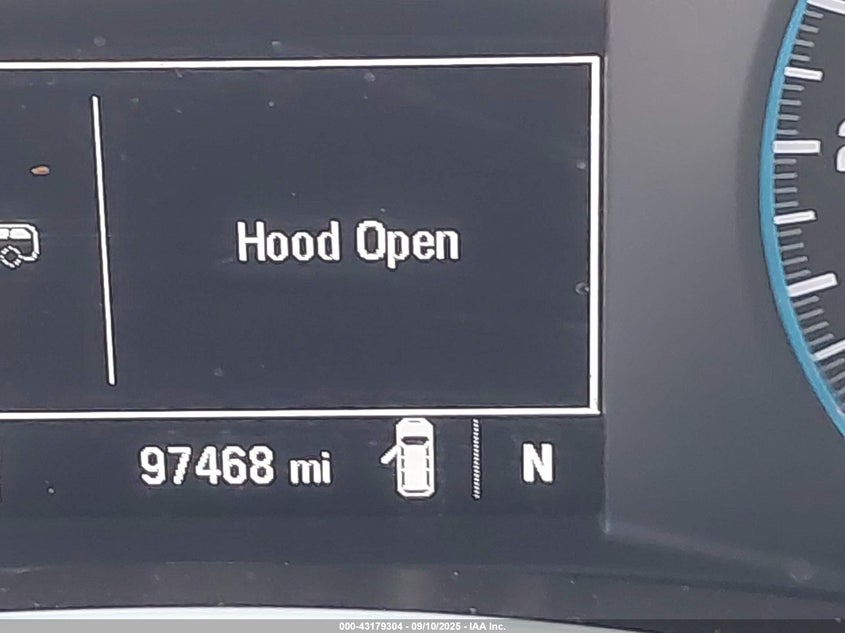 Hood Open
97468 mi
N
000-43179304 - 09/10/2025 - IAA Inc.